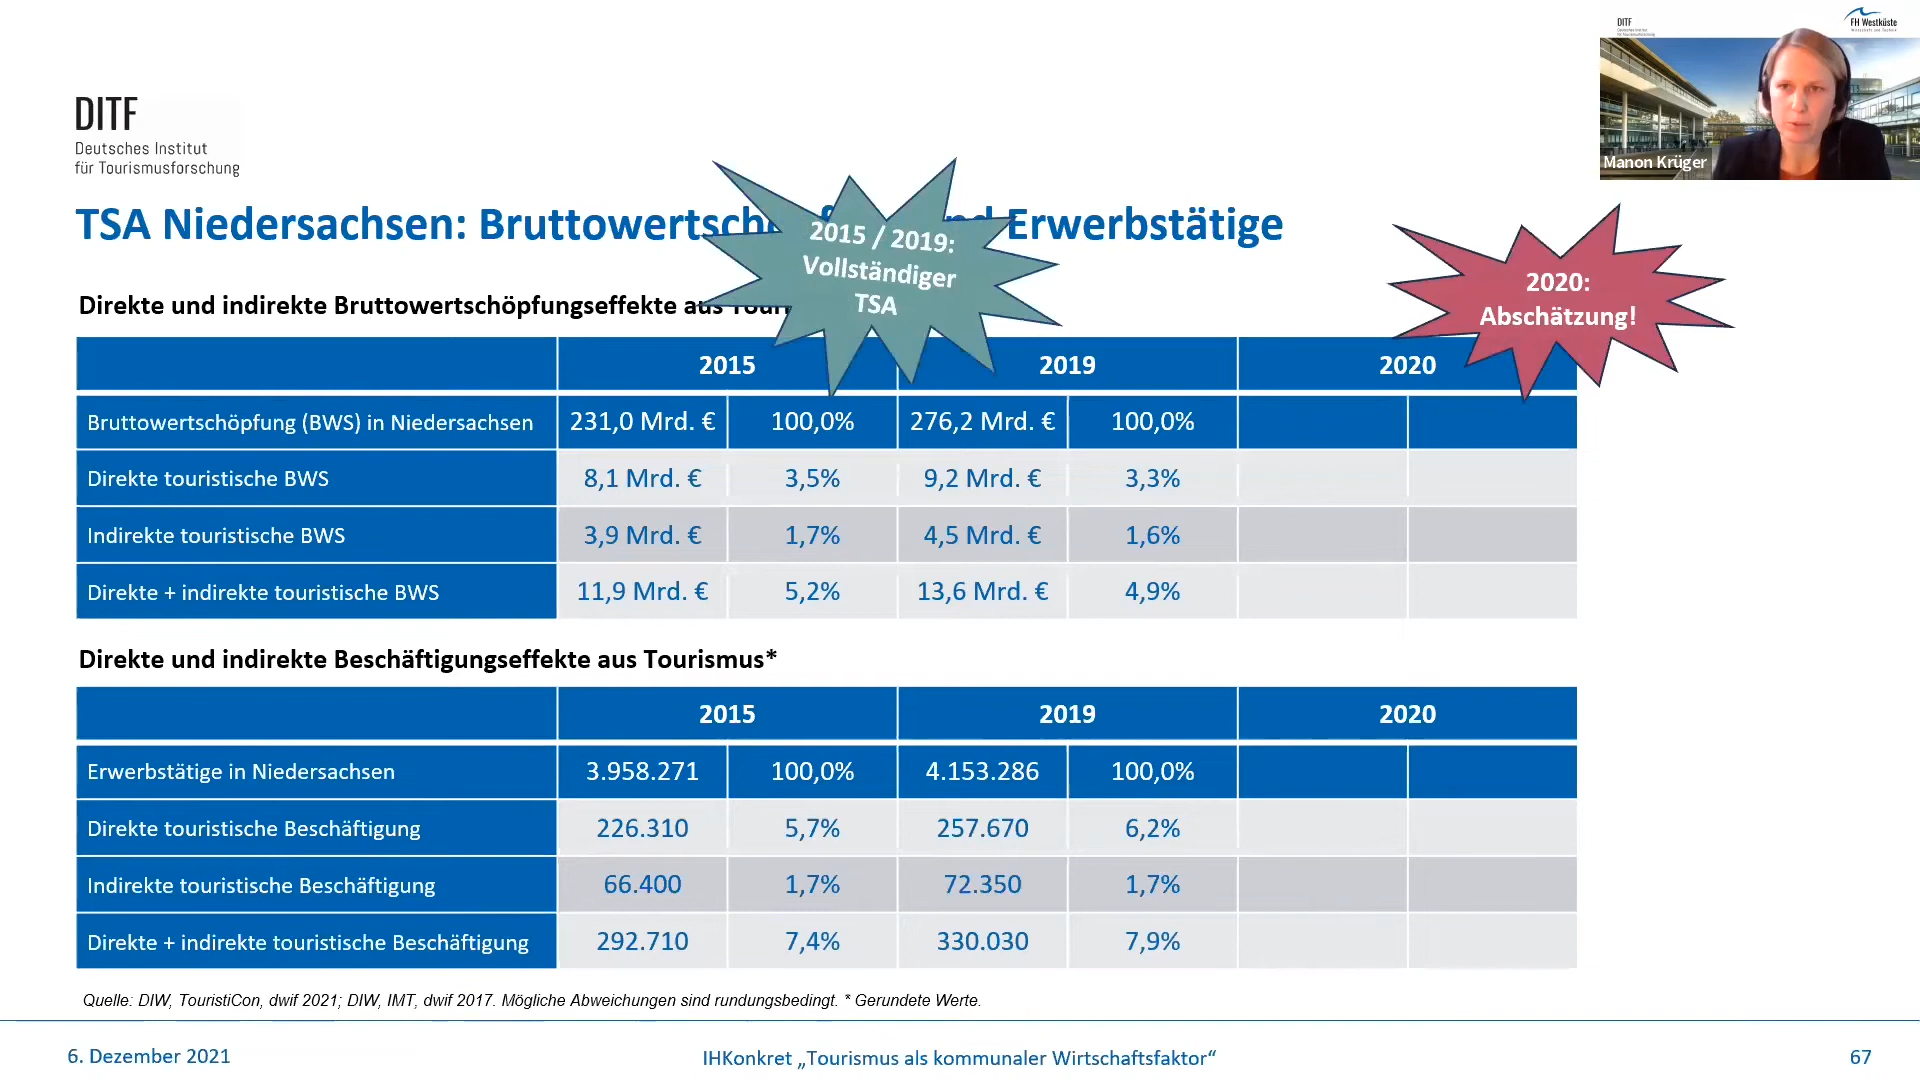 DITF
FH Westküste
Wirtschaft und Technik
Manon Krüger
DITF
Deutsches Institut
für Tourismusforschung
TSA Niedersachsen: Bruttowertsch Erwerbstätige
2015 / 2019:
Vollständiger
TSA
2020:
Abschätzung!
Direkte und indirekte Bruttowertschöpfungseffekte aus
2015 2019 2020
Bruttowertschöpfung (BWS) in Niedersachsen 231,0 Mrd. € 100,0% 276,2 Mrd. € 100,0%
Direkte touristische BWS 8,1 Mrd. € 3,5% 9,2 Mrd. € 3,3%
Indirekte touristische BWS 3,9 Mrd. € 1,7% 4,5 Mrd. € 1,6%
Direkte + indirekte touristische BWS 11,9 Mrd. € 5,2% 13,6 Mrd. € 4,9%
Direkte und indirekte Beschäftigungseffekte aus Tourismus*
2015 2019 2020
Erwerbstätige in Niedersachsen 3.958.271 100,0% 4.153.286 100,0%
Direkte touristische Beschäftigung 226.310 5,7% 257.670 6,2%
Indirekte touristische Beschäftigung 66.400 1,7% 72.350 1,7%
Direkte + indirekte touristische Beschäftigung 292.710 7,4% 330.030 7,9%
Quelle: DIW, TouristiCon, dwif 2021; DIW, IMT, dwif 2017. Mögliche Abweichungen sind rundungsbedingt. * Gerundete Werte.
6. Dezember 2021 IHKonkret „Tourismus als kommunaler Wirtschaftsfaktor“ 67